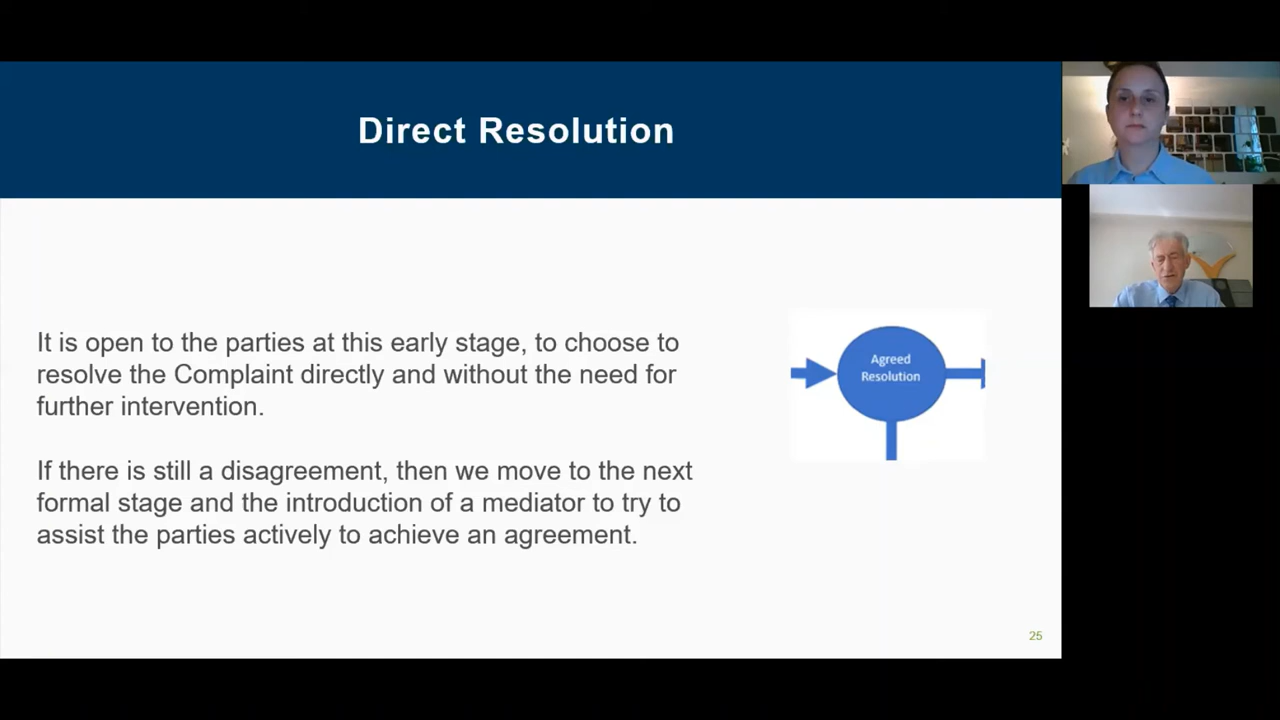 Direct Resolution
It is open to the parties at this early stage, to choose to
resolve the Complaint directly and without the need for
further intervention.
If there is still a disagreement, then we move to the next
formal stage and the introduction of a mediator to try to
assist the parties actively to achieve an agreement.
Agreed
Resolution
25